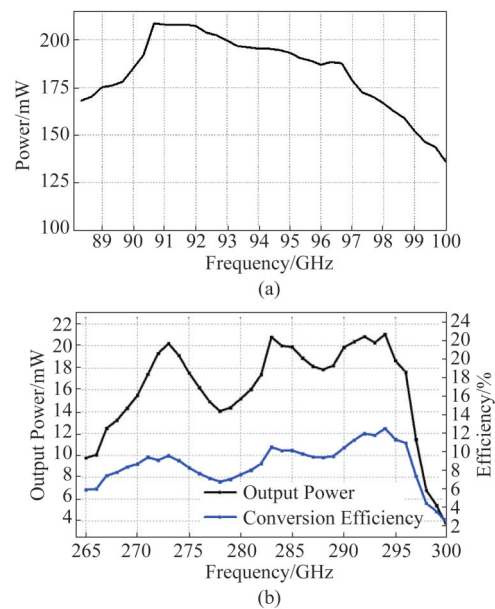 Power/mW
200
175
150
125
100
89 90 91 92 93 94 95 96 97 98 99 100
Frequency/GHz
(a)
Output Power/mW
22
20
18
16
14
12
10
8
6
4
24
22
20
18
16
14
12
10
8
6
4
2
Efficiency/%
Output Power
Conversion Efficiency
265 270 275 280 285 290 295 300
Frequency/GHz
(b)